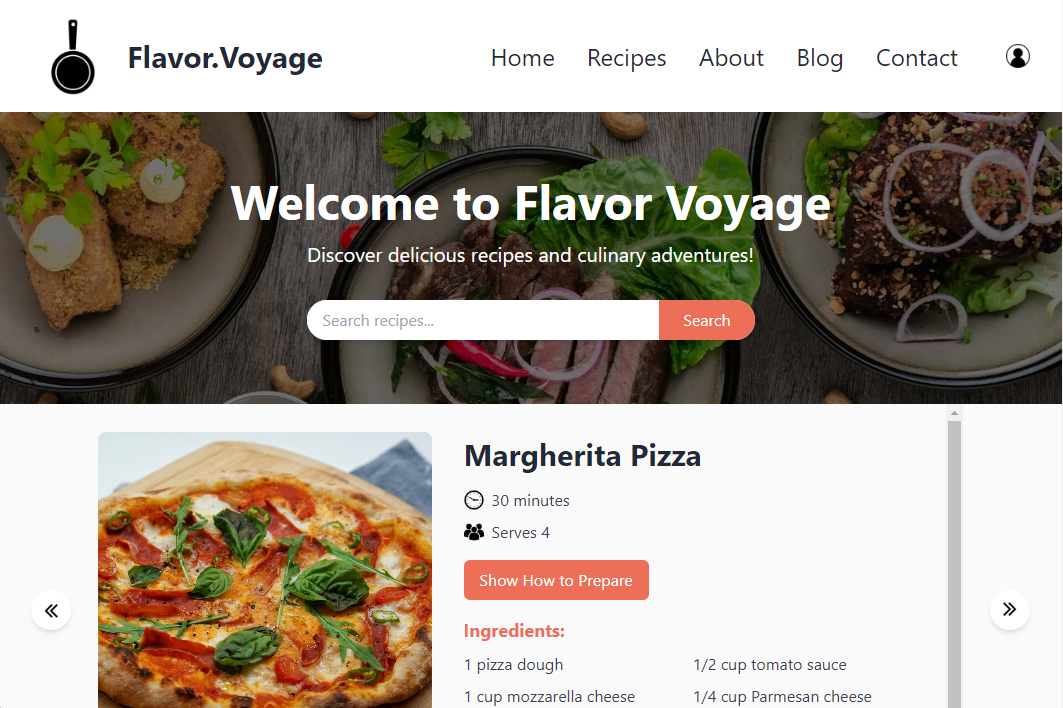 Flavor.Voyage
Home Recipes About Blog Contact
Welcome to Flavor Voyage
Discover delicious recipes and culinary adventures!
Search recipes... Search
Margherita Pizza
30 minutes
Serves 4
Show How to Prepare
Ingredients:
1 pizza dough 1/2 cup tomato sauce
1 cup mozzarella cheese 1/4 cup Parmesan cheese